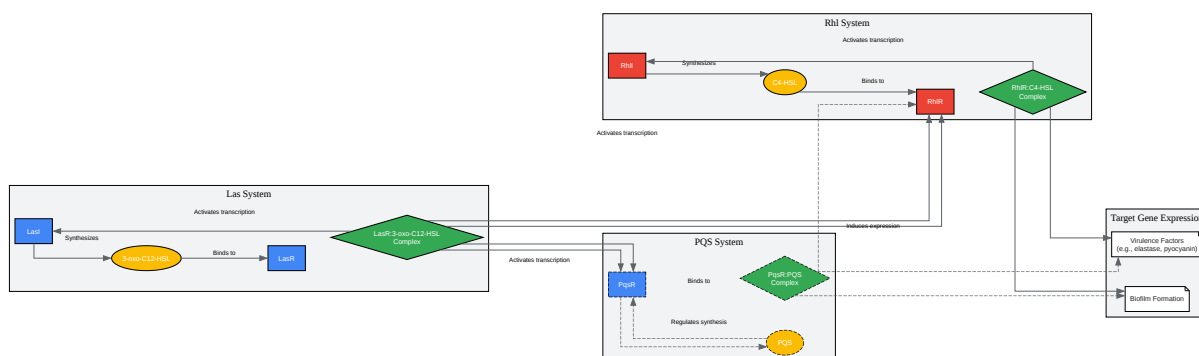 Rhl System
Activates transcription
RhlI
Synthesizes
C4-HSL
Binds to
RhlR
RhlR:C4-HSL
Complex
Activates transcription
Las System
Activates transcription
LasI
Synthesizes
3-oxo-C12-HSL
Binds to
LasR
LasR:3-oxo-C12-HSL
Complex
Induces expression
Activates transcription
PQS System
PqsR
Binds to
PqsR:PQS
Complex
Regulates synthesis
PQS
Target Gene Expression
Virulence Factors
(e.g., elastase, pyocyanin)
Biofilm Formation